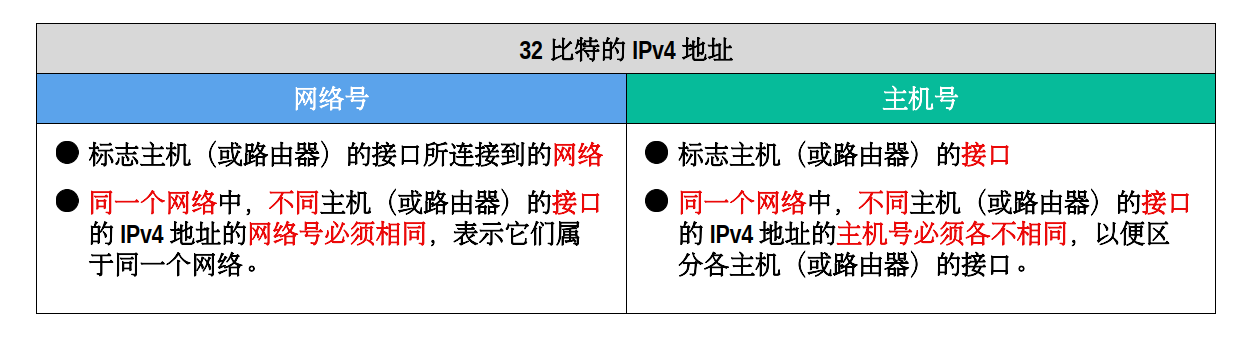 32 比特的 IPv4 地址
网络号
主机号
● 标志主机（或路由器）的接口所连接到的网络
● 同一个网络中，不同主机（或路由器）的接口
的 IPv4 地址的网络号必须相同，表示它们属
于同一个网络。
● 标志主机（或路由器）的接口
● 同一个网络中，不同主机（或路由器）的接口
的 IPv4 地址的主机号必须各不相同，以便区
分各主机（或路由器）的接口。